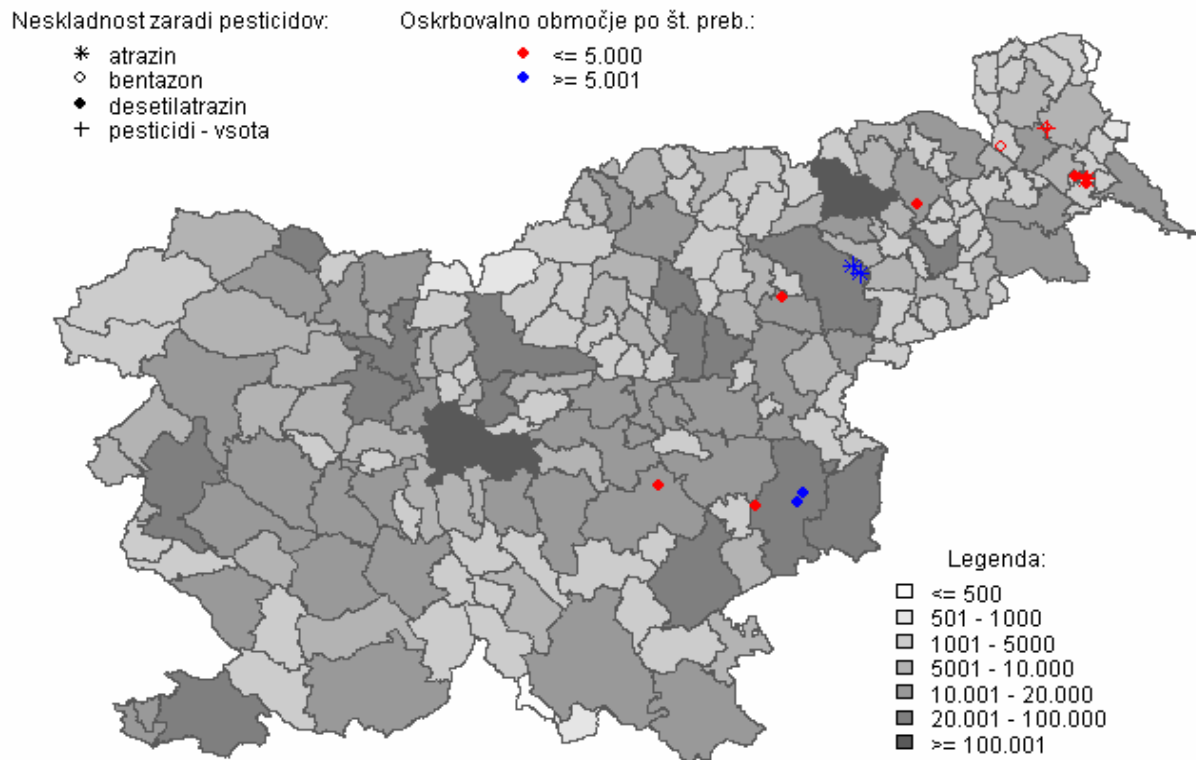 Neskladnost zaradi pesticidov:
atrazin
bentazon
desetilatrazin
pesticidi - vsota
Oskrbovalno območje po št. preb.:
<= 5.000
>= 5.001
Legenda:
<= 500
501 - 1000
1001 - 5000
5001 - 10.000
10.001 - 20.000
20.001 - 100.000
>= 100.001